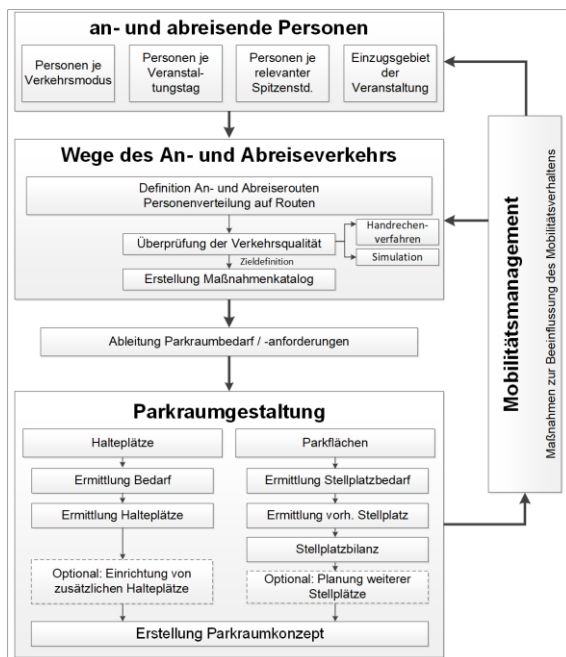 an- und abreisende Personen
Personen je
Verkehrsmodus
Personen je
Veranstal-
tungstag
Personen je
relevanter
Spitzenstd.
Einzugsgebiet
der
Veranstaltung
Wege des An- und Abreiseverkehrs
Definition An- und Abreiserouten
Personenverteilung auf Routen
Überprüfung der Verkehrsqualität
Handrechen-
verfahren
Simulation
Zieldefinition
Erstellung Maßnahmenkatalog
Ableitung Parkraumbedarf / -anforderungen
Parkraumgestaltung
Halteplätze
Ermittlung Bedarf
Ermittlung Halteplätze
Optional: Einrichtung von
zusätzlichen Halteplätze
Parkflächen
Ermittlung Stellplatzbedarf
Ermittlung vorh. Stellplatz
Stellplatzbilanz
Optional: Planung weiterer
Stellplätze
Erstellung Parkraumkonzept
Mobilitätsmanagement
Maßnahmen zur Beeinflussung des Mobilitätsverhaltens